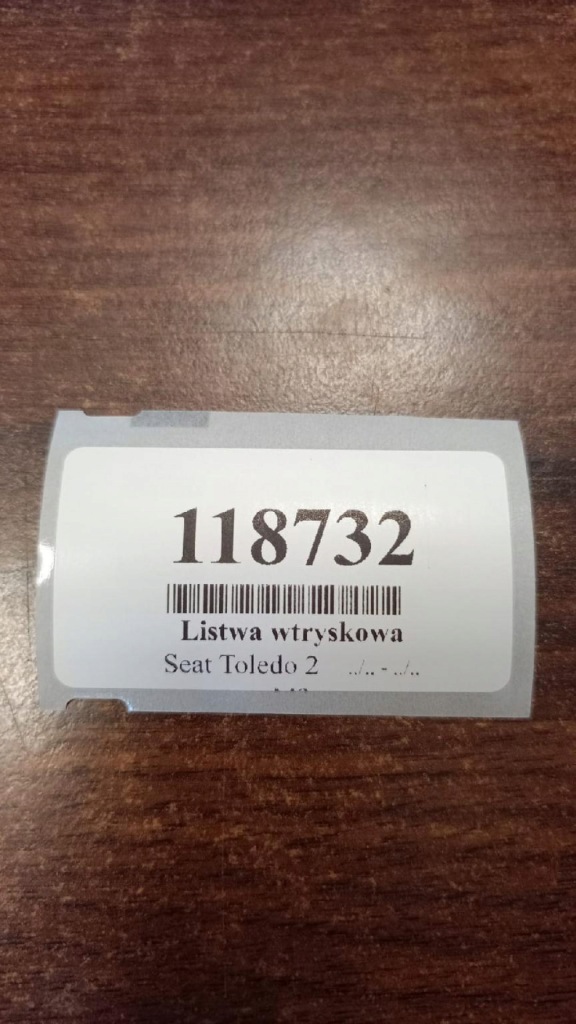 118732
Listwa wtryskowa
Seat Toledo 2 ../.. - ../..